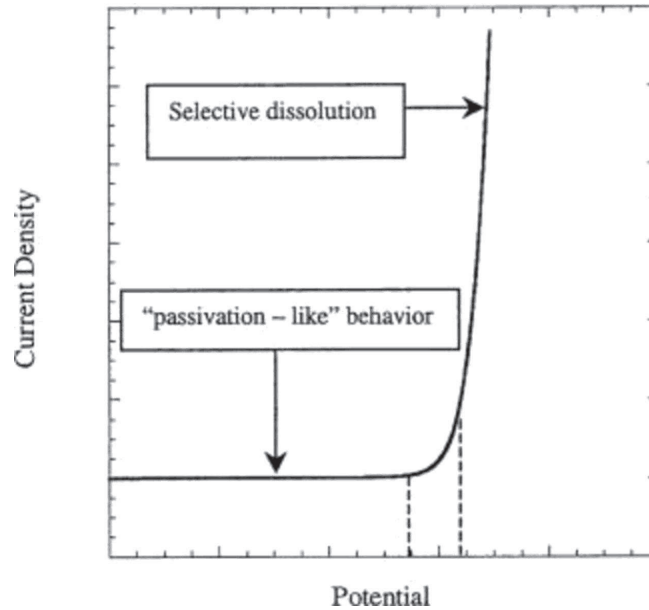 Selective dissolution
Current Density
“passivation – like” behavior
Potential